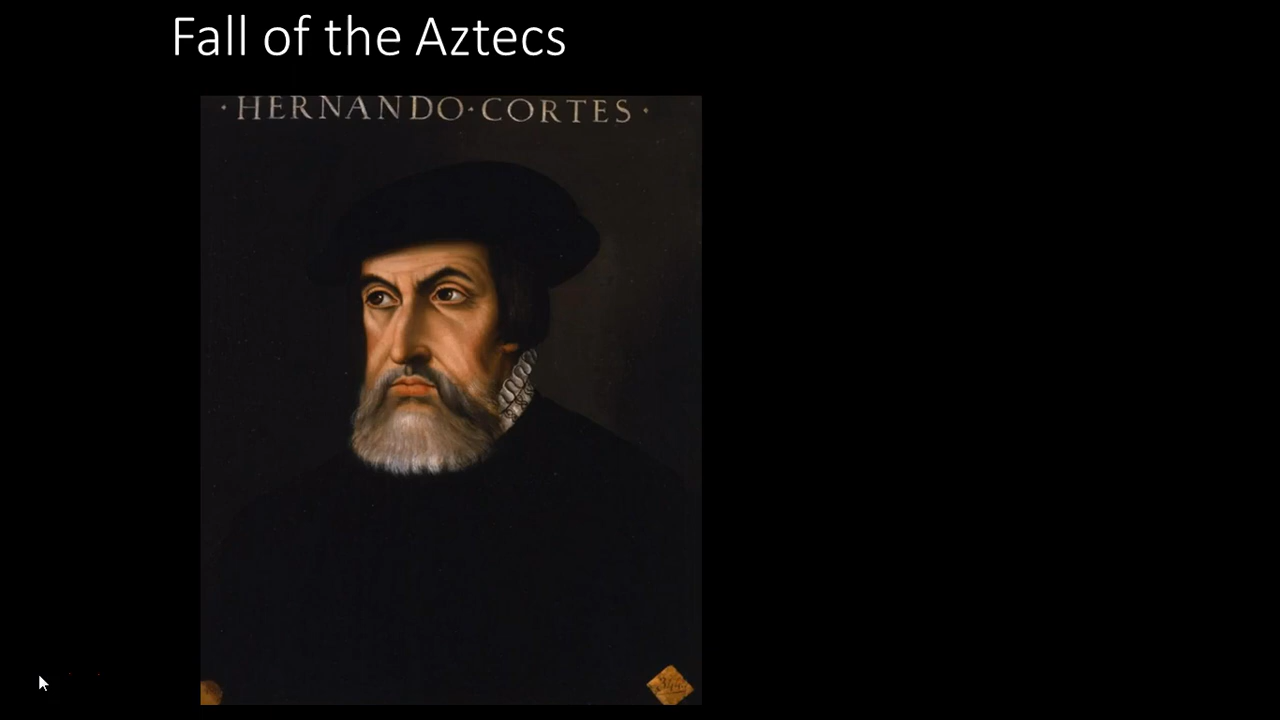 Fall of the Aztecs
· HERNANDO · CORTES ·